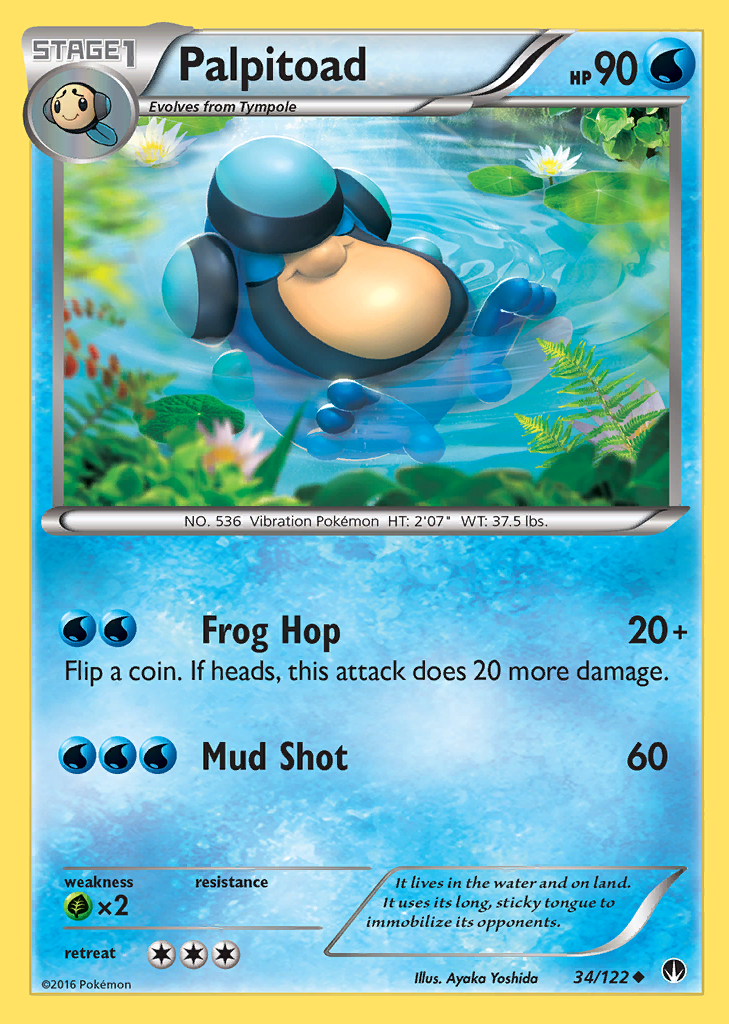 STAGE1
Palpitoad
HP90
Evolves from Tympole
NO. 536 Vibration Pokémon HT: 2'07" WT: 37.5 lbs.
Frog Hop 20+
Flip a coin. If heads, this attack does 20 more damage.
Mud Shot 60
weakness resistance
×2
It lives in the water and on land.
It uses its long, sticky tongue to
immobilize its opponents.
retreat
©2016 Pokémon
Illus. Ayaka Yoshida
34/122